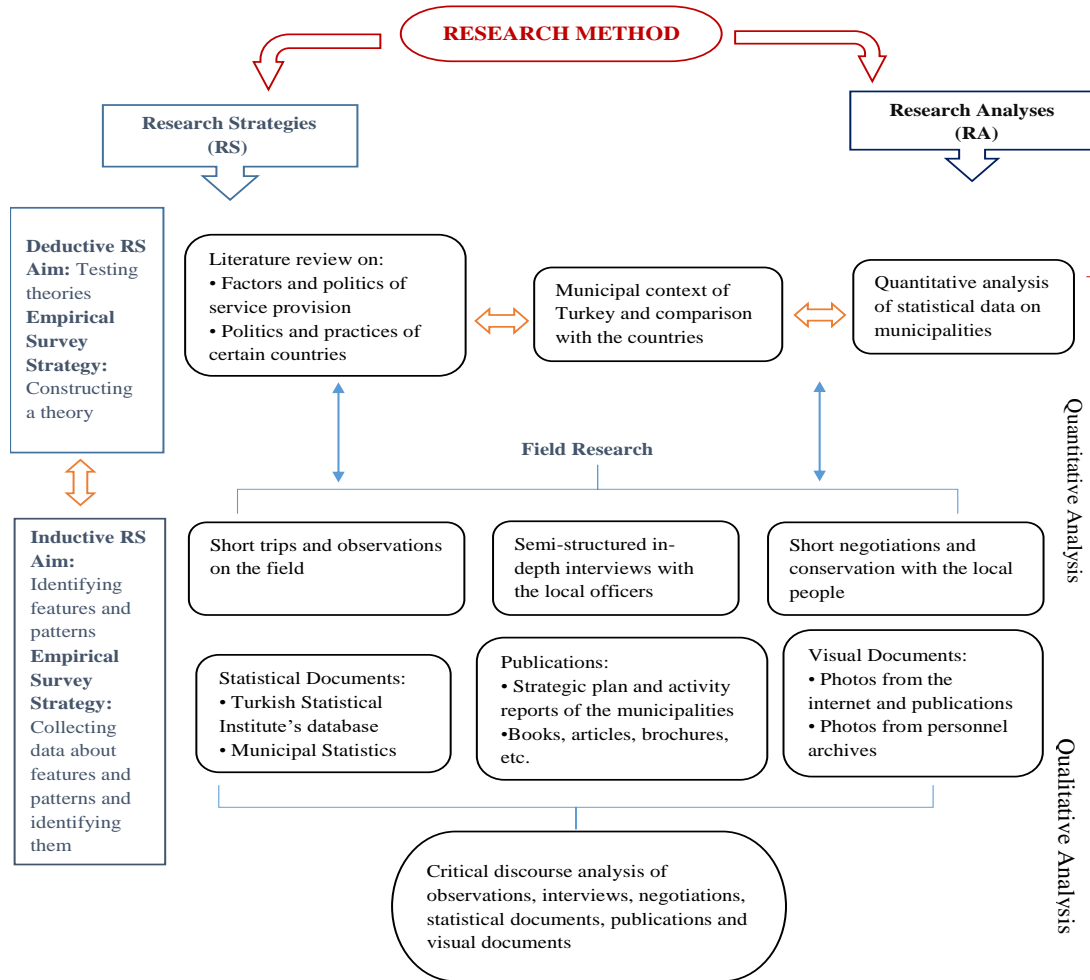 RESEARCH METHOD
Research Strategies
(RS)
Research Analyses
(RA)
Deductive RS
Aim: Testing
theories
Empirical
Survey
Strategy:
Constructing
a theory
Literature review on:
• Factors and politics of
service provision
• Politics and practices of
certain countries
Municipal context of
Turkey and comparison
with the countries
Quantitative analysis
of statistical data on
municipalities
Quantitative Analysis
Field Research
Inductive RS
Aim:
Identifying
features and
patterns
Empirical
Survey
Strategy:
Collecting
data about
features and
patterns and
identifying
them
Short trips and observations
on the field
Semi-structured in-
depth interviews with
the local officers
Short negotiations and
conservation with the local
people
Statistical Documents:
• Turkish Statistical
Institute’s database
• Municipal Statistics
Publications:
• Strategic plan and activity
reports of the municipalities
•Books, articles, brochures,
etc.
Visual Documents:
• Photos from the
internet and publications
• Photos from personnel
archives
Qualitative Analysis
Critical discourse analysis of
observations, interviews, negotiations,
statistical documents, publications and
visual documents